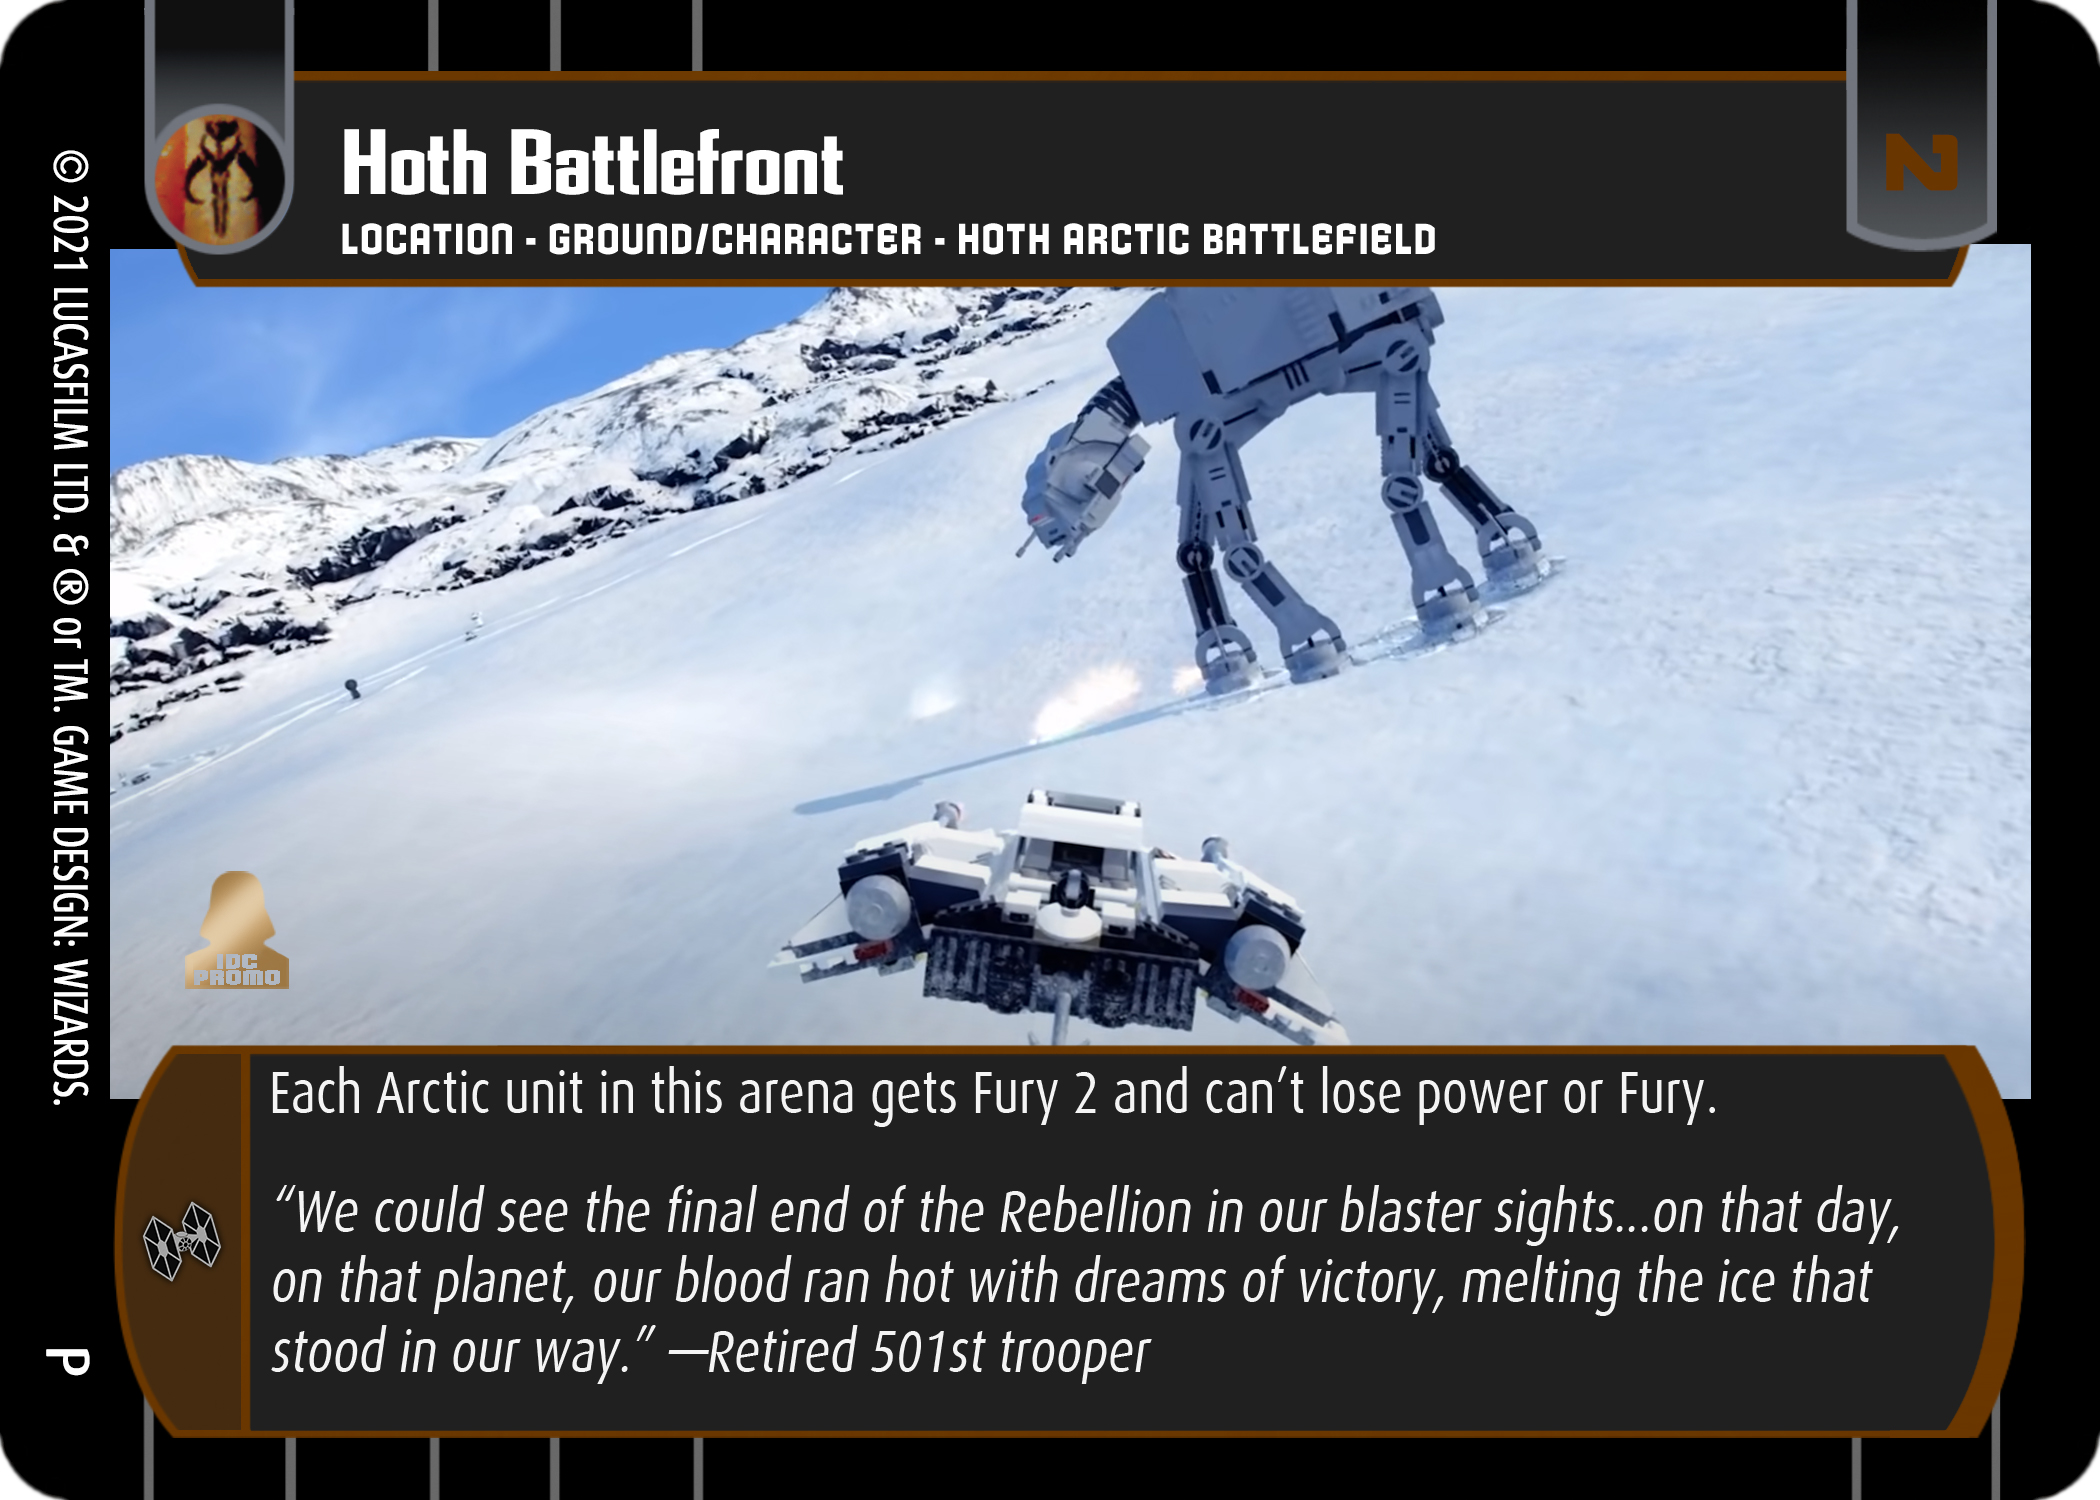 Hoth Battlefront
LOCATION - GROUND/CHARACTER - HOTH ARCTIC BATTLEFIELD
2
© 2021 LUCASFILM LTD. & ® or TM. GAME DESIGN: WIZARDS.
P
IDC
PROMO
Each Arctic unit in this arena gets Fury 2 and can’t lose power or Fury.
“We could see the final end of the Rebellion in our blaster sights...on that day,
on that planet, our blood ran hot with dreams of victory, melting the ice that
stood in our way.” —Retired 501st trooper